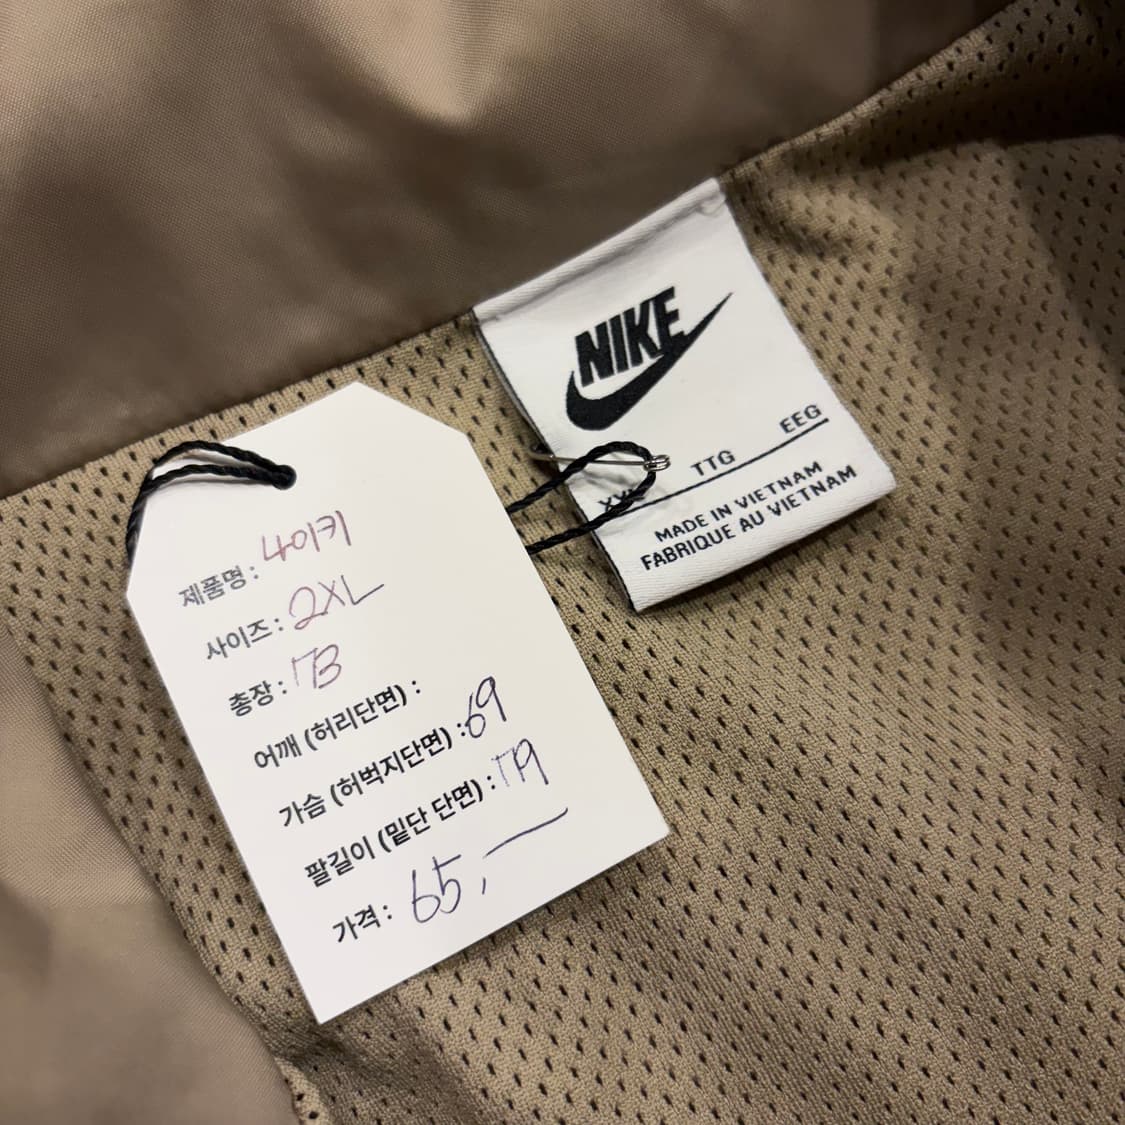 제품명 : 나이키
사이즈 : 2XL
총장 : 73
어깨 (허리단면) :
가슴 (허벅지단면) : 69
팔길이 (밑단 단면) : 79
가격 : 65,—
NIKE
EEG
TTG
MADE IN VIETNAM
FABRIQUE AU VIETNAM